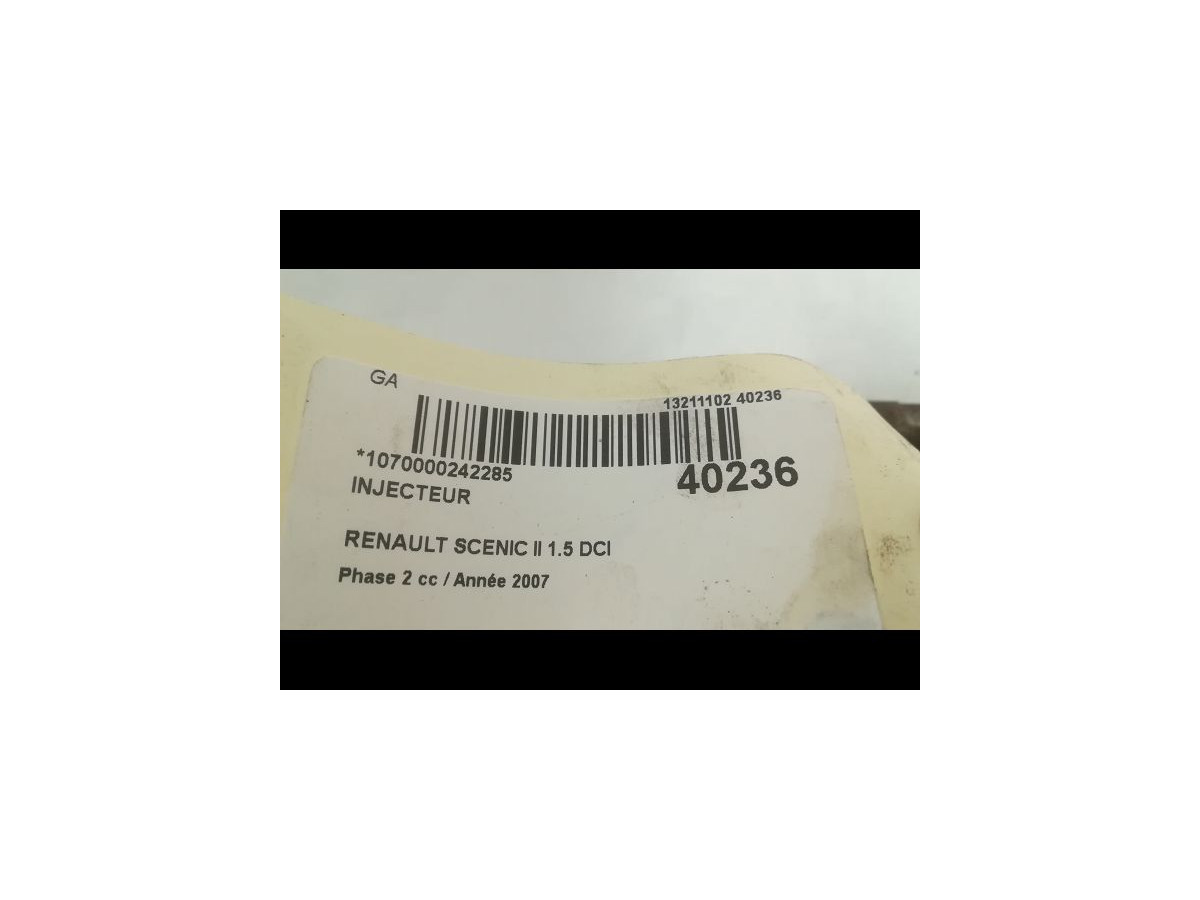 GA
13211102 40236
*1070000242285
40236
INJECTEUR
RENAULT SCENIC II 1.5 DCI
Phase 2 cc / Année 2007